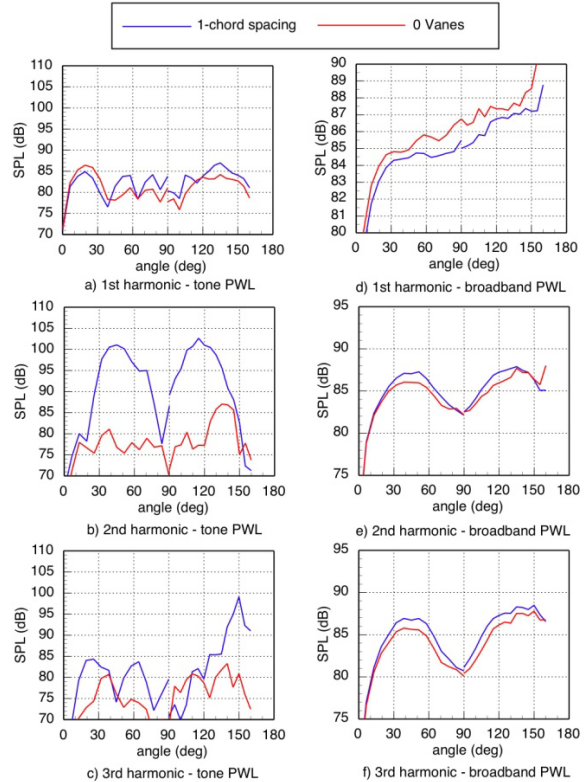 1-chord spacing 0 Vanes
110
105
100
95
90
85
80
75
70
SPL (dB)
0 30 60 90 120 150 180
angle (deg)
a) 1st harmonic - tone PWL
90
89
88
87
86
85
84
83
82
81
80
SPL (dB)
0 30 60 90 120 150 180
angle (deg)
d) 1st harmonic - broadband PWL
110
105
100
95
90
85
80
75
70
SPL (dB)
0 30 60 90 120 150 180
angle (deg)
b) 2nd harmonic - tone PWL
95
90
85
80
75
SPL (dB)
0 30 60 90 120 150 180
angle (deg)
e) 2nd harmonic - broadband PWL
110
105
100
95
90
85
80
75
70
SPL (dB)
0 30 60 90 120 150 180
angle (deg)
c) 3rd harmonic - tone PWL
95
90
85
80
75
SPL (dB)
0 30 60 90 120 150 180
angle (deg)
f) 3rd harmonic - broadband PWL